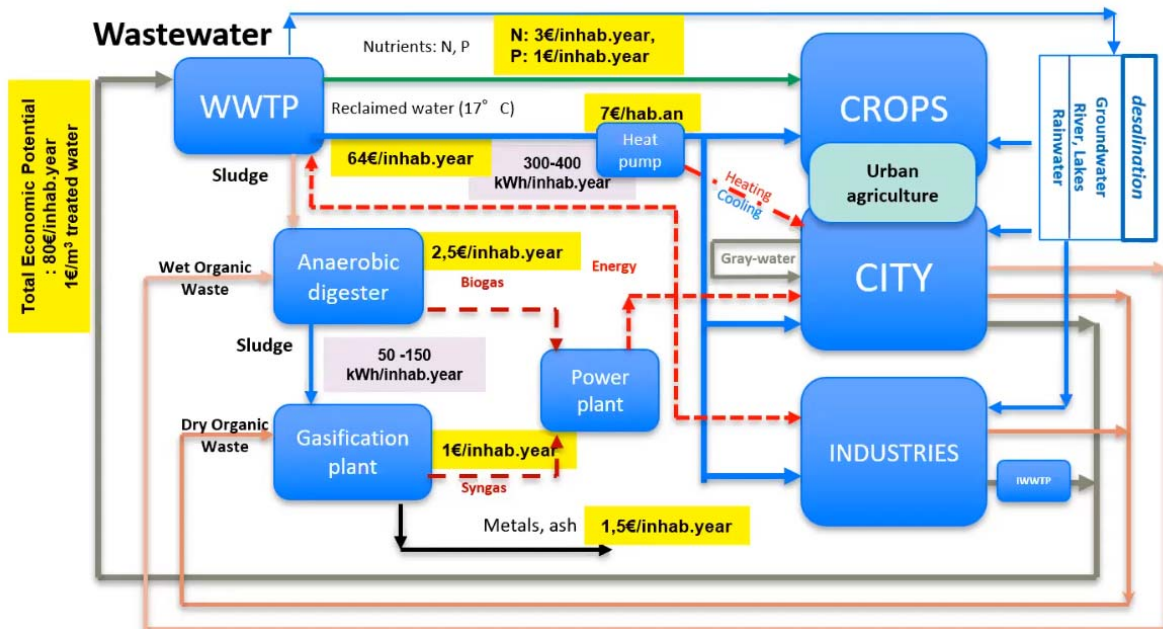 Wastewater
Nutrients: N, P
N: 3€/inhab.year,
P: 1€/inhab.year
WWTP
CROPS
Reclaimed water (17° C)
7€/hab.an
Heat
pump
64€/inhab.year
300-400
kWh/inhab.year
Sludge
Heating
Cooling
Urban
agriculture
desalination
Groundwater
River, Lakes
Rainwater
Total Economic Potential
: 80€/inhab.year
1€/m³ treated water
Wet Organic
Waste
Anaerobic
digester
2,5€/inhab.year
Biogas
Energy
Gray-water
CITY
Sludge
50 -150
kWh/inhab.year
Power
plant
Dry Organic
Waste
Gasification
plant
1€/inhab.year
Syngas
INDUSTRIES
IWWTP
Metals, ash
1,5€/inhab.year